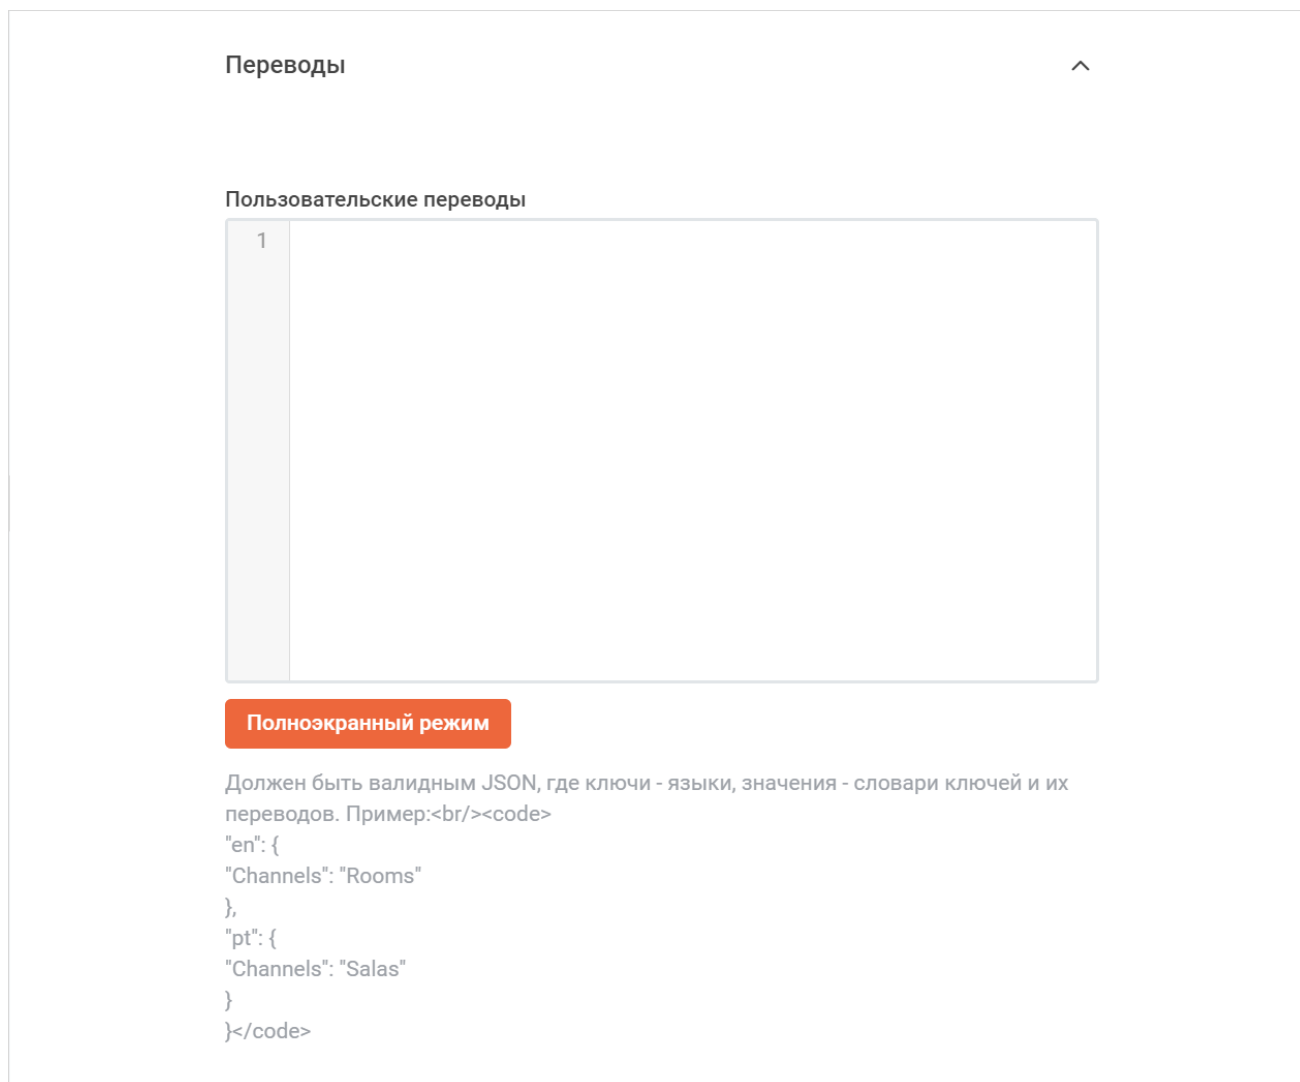 Переводы
Пользовательские переводы
1
Полноэкранный режим
Должен быть валидным JSON, где ключи - языки, значения - словари ключей и их
переводов. Пример:<br/><code>
"en": {
"Channels": "Rooms"
},
"pt": {
"Channels": "Salas"
}
}</code>